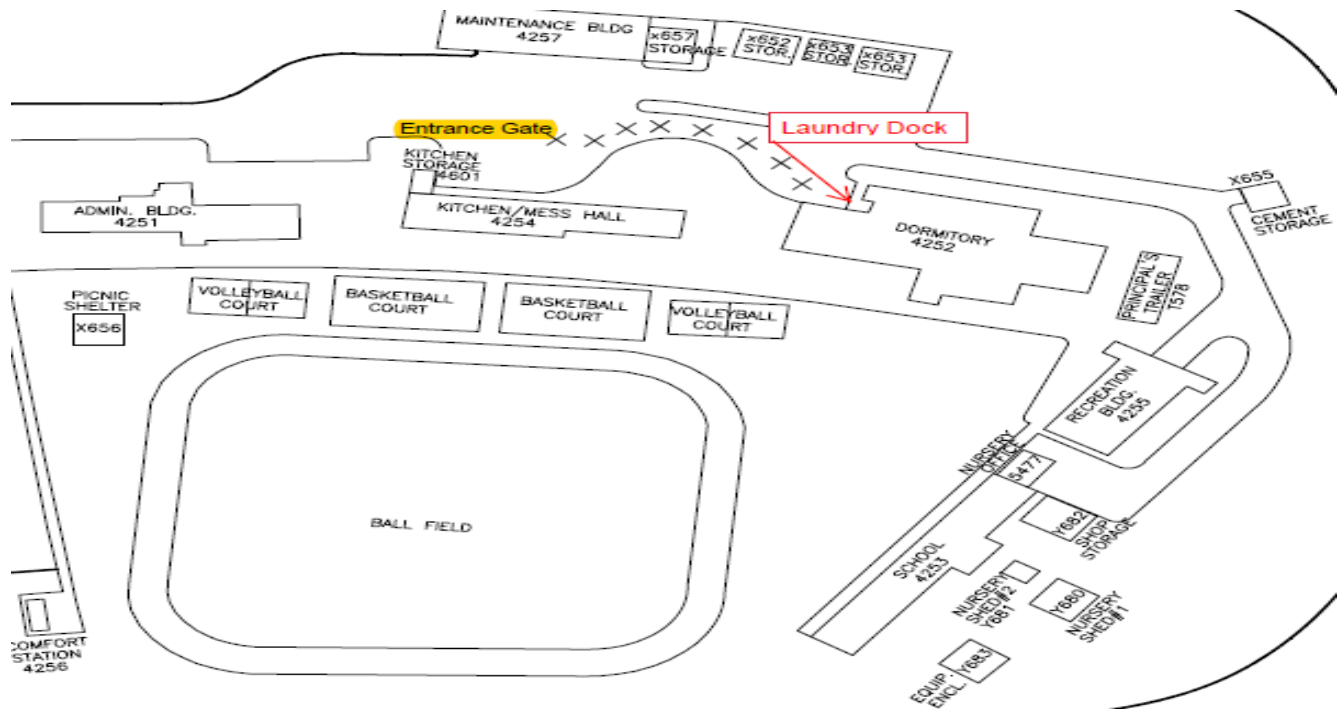 MAINTENANCE BLDG
4257
x657
STORAGE
x652
STOR.
x653
STOR.
x653
STOR.
Entrance Gate
Laundry Dock
KITCHEN
STORAGE
4601
X655
CEMENT
STORAGE
ADMIN. BLDG.
4251
KITCHEN/MESS HALL
4254
DORMITORY
4252
PRINCIPAL'S
TRAILER
T578
PICNIC
SHELTER
X656
VOLLEYBALL
COURT
BASKETBALL
COURT
BASKETBALL
COURT
VOLLEYBALL
COURT
RECREATION
BLDG.
4255
NURSERY
OFFICE
5477
BALL FIELD
Y682
SHOP
STORAGE
SCHOOL
4253
NURSERY
SHED#2
Y681
Y680
NURSERY
SHED#1
EQUIP.
ENCL.
Y683
COMFORT
STATION
4256